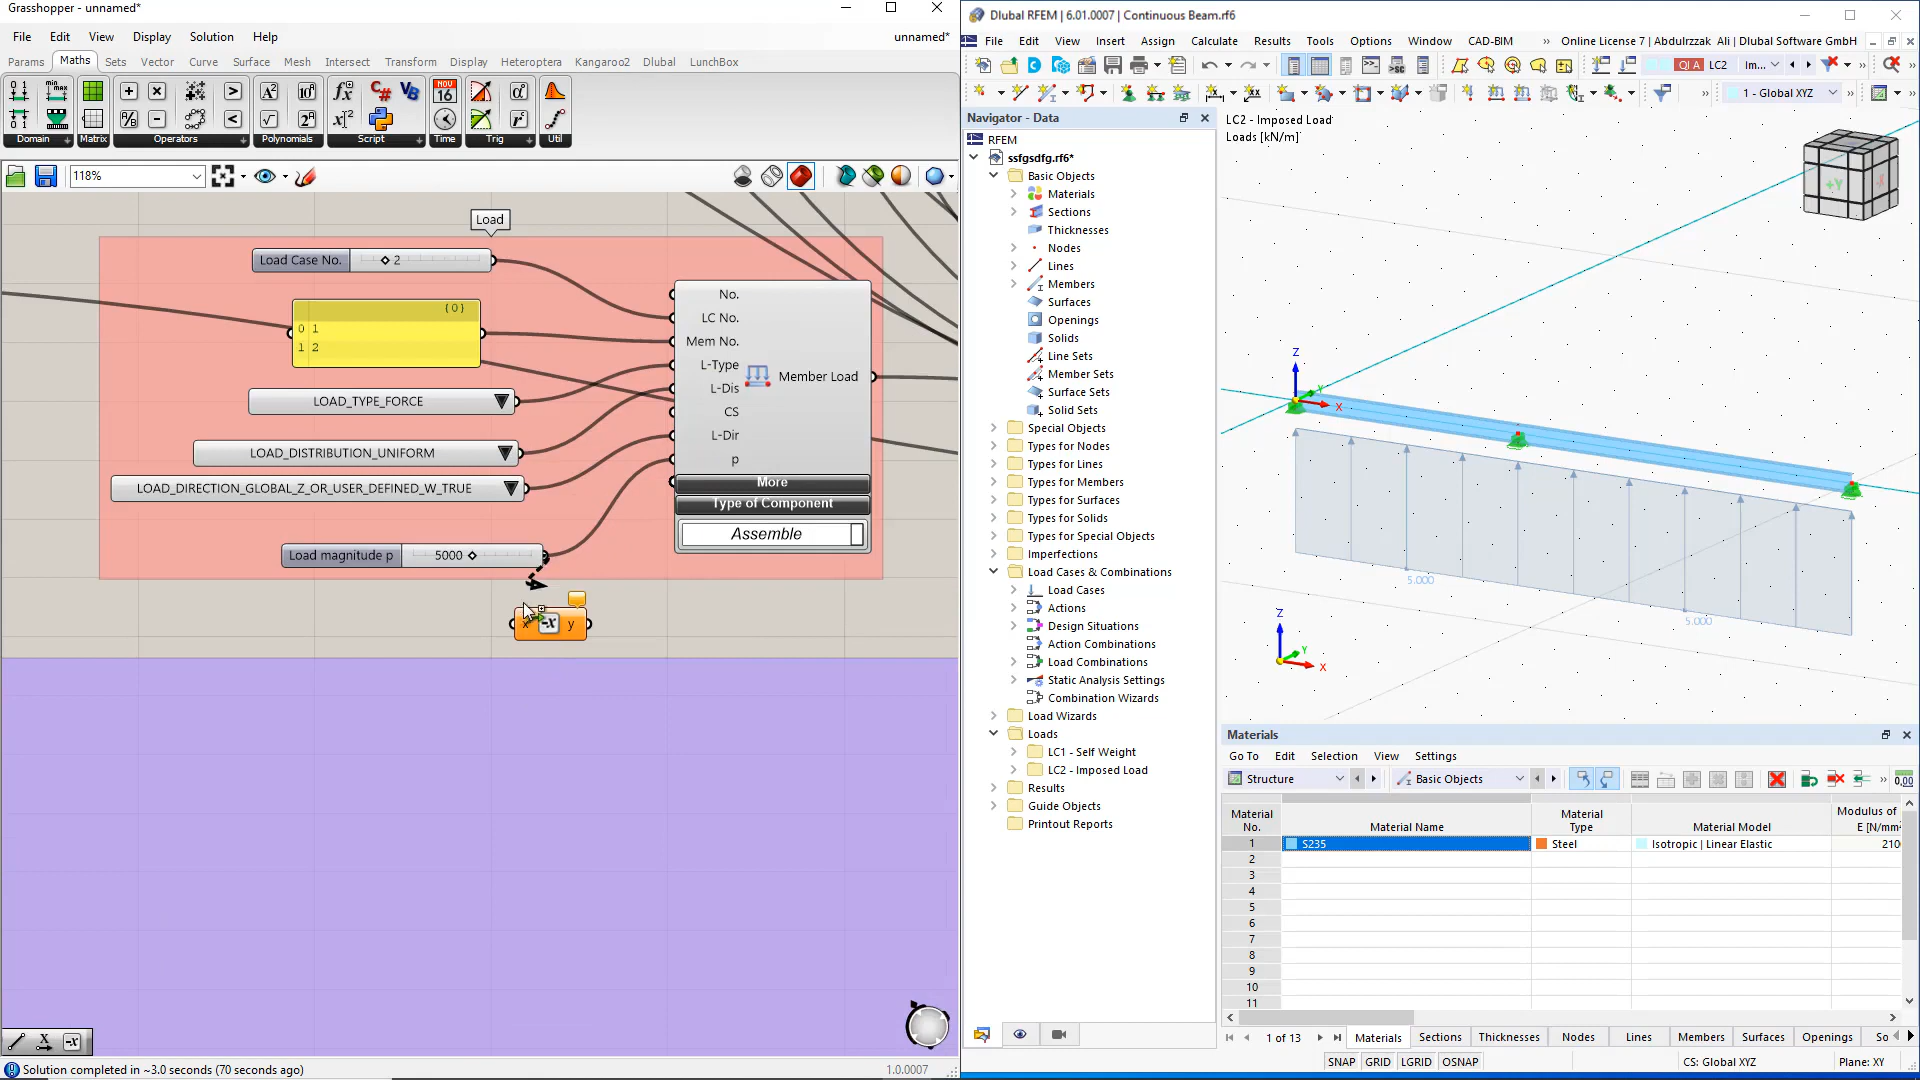 Grasshopper - unnamed*
File Edit View Display Solution Help unnamed*
Params Maths Sets Vector Curve Surface Mesh Intersect Transform Display Heteroptera Kangaroo2 Dlubal LunchBox
Domain Matrix Operators Polynomials Script Time Trig Util
118%
Load
Load Case No. 2
{0}
0 1
1 2
LOAD_TYPE_FORCE
LOAD_DISTRIBUTION_UNIFORM
LOAD_DIRECTION_GLOBAL_Z_OR_USER_DEFINED_W_TRUE
Load magnitude p 5000
No.
LC No.
Mem No.
L-Type
L-Dis
CS
L-Dir
p
Member Load
More
Type of Component
Assemble
x -x y
Solution completed in ~3.0 seconds (70 seconds ago)
1.0.0007
Dlubal RFEM | 6.01.0007 | Continuous Beam.rf6
File Edit View Insert Assign Calculate Results Tools Options Window CAD-BIM » Online License 7 | Abdulrzzak Ali | Dlubal Software GmbH
QI A LC2 Im...
1 - Global XYZ
Navigator - Data
RFEM
ssfgsdfg.rf6*
Basic Objects
Materials
Sections
Thicknesses
Nodes
Lines
Members
Surfaces
Openings
Solids
Line Sets
Member Sets
Surface Sets
Solid Sets
Special Objects
Types for Nodes
Types for Lines
Types for Members
Types for Surfaces
Types for Solids
Types for Special Objects
Imperfections
Load Cases & Combinations
Load Cases
Actions
Design Situations
Action Combinations
Load Combinations
Static Analysis Settings
Combination Wizards
Load Wizards
Loads
LC1 - Self Weight
LC2 - Imposed Load
Results
Guide Objects
Printout Reports
LC2 - Imposed Load
Loads [kN/m]
+Y -X
Z
Y
X
5.000
5.000
Z
Y
X
Materials
Go To Edit Selection View Settings
Structure Basic Objects
Material No. Material Name Material Type Material Model Modulus of E [N/mm²
1 S235 Steel Isotropic | Linear Elastic 210
2
3
4
5
6
7
8
9
10
11
1 of 13 Materials Sections Thicknesses Nodes Lines Members Surfaces Openings So
SNAP GRID LGRID OSNAP CS: Global XYZ Plane: XY